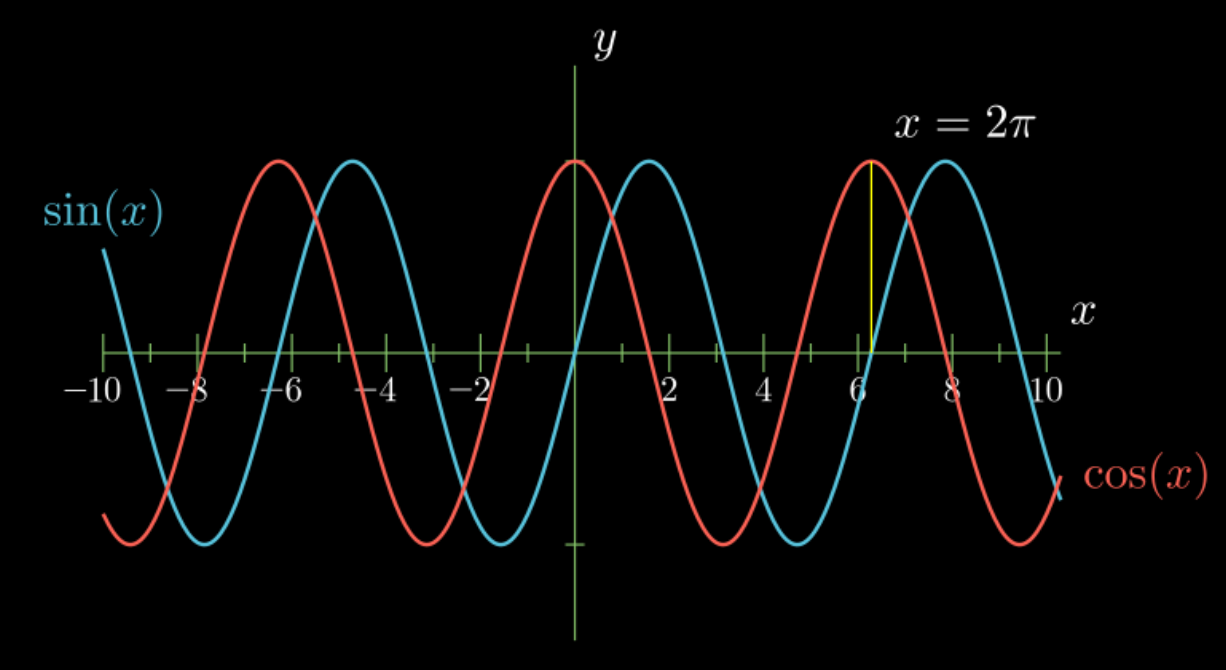 y
x = 2π
sin(x)
x
−10 −8 −6 −4 −2 2 4 6 8 10
cos(x)